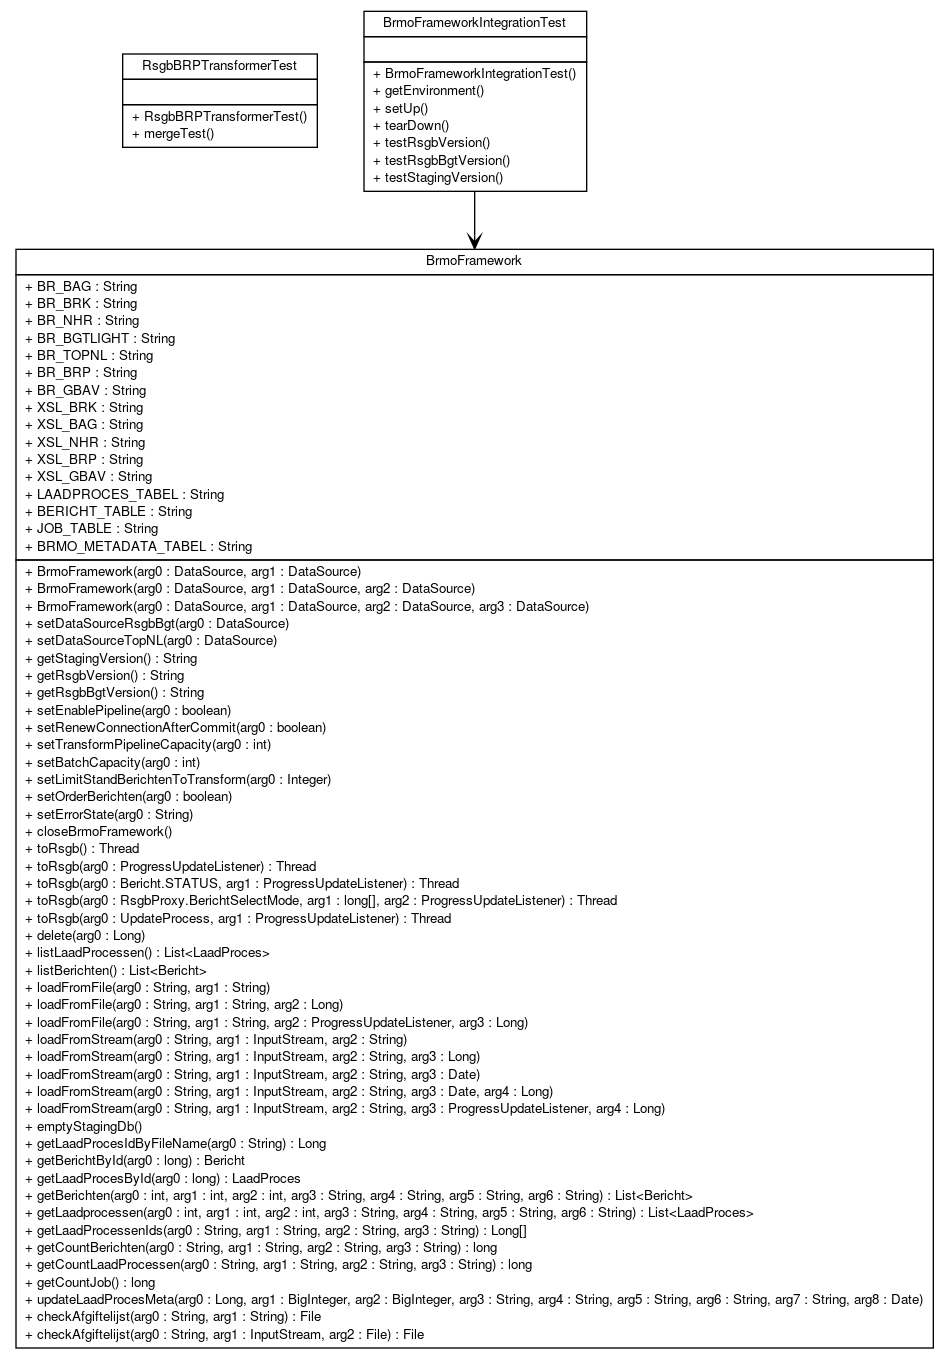 BrmoFrameworkIntegrationTest
+ BrmoFrameworkIntegrationTest()
+ getEnvironment()
+ setUp()
+ tearDown()
+ testRsgbVersion()
+ testRsgbBgtVersion()
+ testStagingVersion()
RsgbBRPTransformerTest
+ RsgbBRPTransformerTest()
+ mergeTest()
BrmoFramework
+ BR_BAG : String
+ BR_BRK : String
+ BR_NHR : String
+ BR_BGTLIGHT : String
+ BR_TOPNL : String
+ BR_BRP : String
+ BR_GBAV : String
+ XSL_BRK : String
+ XSL_BAG : String
+ XSL_NHR : String
+ XSL_BRP : String
+ XSL_GBAV : String
+ LAADPROCES_TABEL : String
+ BERICHT_TABLE : String
+ JOB_TABLE : String
+ BRMO_METADATA_TABEL : String
+ BrmoFramework(arg0 : DataSource, arg1 : DataSource)
+ BrmoFramework(arg0 : DataSource, arg1 : DataSource, arg2 : DataSource)
+ BrmoFramework(arg0 : DataSource, arg1 : DataSource, arg2 : DataSource, arg3 : DataSource)
+ setDataSourceRsgbBgt(arg0 : DataSource)
+ setDataSourceTopNL(arg0 : DataSource)
+ getStagingVersion() : String
+ getRsgbVersion() : String
+ getRsgbBgtVersion() : String
+ setEnablePipeline(arg0 : boolean)
+ setRenewConnectionAfterCommit(arg0 : boolean)
+ setTransformPipelineCapacity(arg0 : int)
+ setBatchCapacity(arg0 : int)
+ setLimitStandBerichtenToTransform(arg0 : Integer)
+ setOrderBerichten(arg0 : boolean)
+ setErrorState(arg0 : String)
+ closeBrmoFramework()
+ toRsgb() : Thread
+ toRsgb(arg0 : ProgressUpdateListener) : Thread
+ toRsgb(arg0 : Bericht.STATUS, arg1 : ProgressUpdateListener) : Thread
+ toRsgb(arg0 : RsgbProxy.BerichtSelectMode, arg1 : long[], arg2 : ProgressUpdateListener) : Thread
+ toRsgb(arg0 : UpdateProcess, arg1 : ProgressUpdateListener) : Thread
+ delete(arg0 : Long)
+ listLaadProcessen() : List<LaadProces>
+ listBerichten() : List<Bericht>
+ loadFromFile(arg0 : String, arg1 : String)
+ loadFromFile(arg0 : String, arg1 : String, arg2 : Long)
+ loadFromFile(arg0 : String, arg1 : String, arg2 : ProgressUpdateListener, arg3 : Long)
+ loadFromStream(arg0 : String, arg1 : InputStream, arg2 : String)
+ loadFromStream(arg0 : String, arg1 : InputStream, arg2 : String, arg3 : Long)
+ loadFromStream(arg0 : String, arg1 : InputStream, arg2 : String, arg3 : Date)
+ loadFromStream(arg0 : String, arg1 : InputStream, arg2 : String, arg3 : Date, arg4 : Long)
+ loadFromStream(arg0 : String, arg1 : InputStream, arg2 : String, arg3 : ProgressUpdateListener, arg4 : Long)
+ emptyStagingDb()
+ getLaadProcesIdByFileName(arg0 : String) : Long
+ getBerichtById(arg0 : long) : Bericht
+ getLaadProcesById(arg0 : long) : LaadProces
+ getBerichten(arg0 : int, arg1 : int, arg2 : int, arg3 : String, arg4 : String, arg5 : String, arg6 : String) : List<Bericht>
+ getLaadprocessen(arg0 : int, arg1 : int, arg2 : int, arg3 : String, arg4 : String, arg5 : String, arg6 : String) : List<LaadProces>
+ getLaadProcessenIds(arg0 : String, arg1 : String, arg2 : String, arg3 : String) : Long[]
+ getCountBerichten(arg0 : String, arg1 : String, arg2 : String, arg3 : String) : long
+ getCountLaadProcessen(arg0 : String, arg1 : String, arg2 : String, arg3 : String) : long
+ getCountJob() : long
+ updateLaadProcesMeta(arg0 : Long, arg1 : BigInteger, arg2 : BigInteger, arg3 : String, arg4 : String, arg5 : String, arg6 : String, arg7 : String, arg8 : Date)
+ checkAfgiftelijst(arg0 : String, arg1 : String) : File
+ checkAfgiftelijst(arg0 : String, arg1 : InputStream, arg2 : File) : File